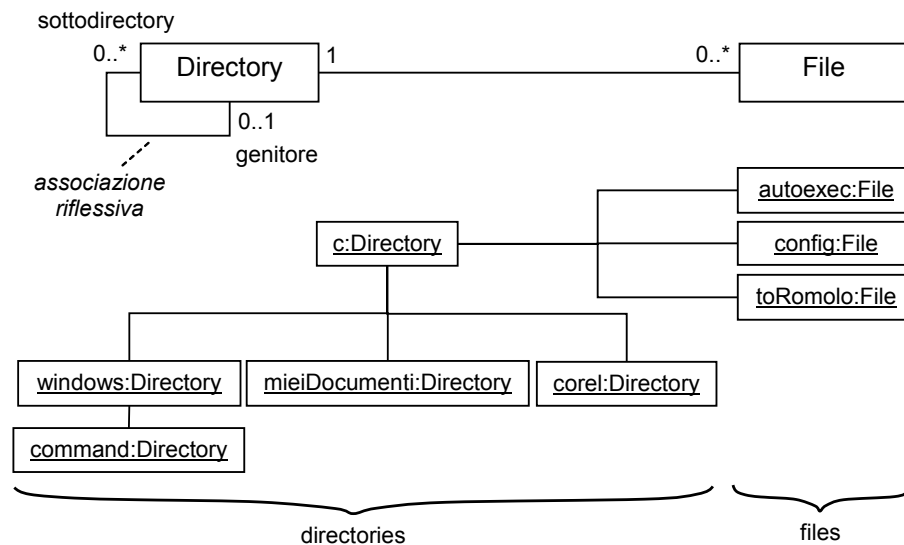 sottodirectory
0..*
Directory
1
0..*
File
0..1
genitore
associazione
riflessiva
autoexec:File
c:Directory
config:File
toRomolo:File
windows:Directory
mieiDocumenti:Directory
corel:Directory
command:Directory
directories
files